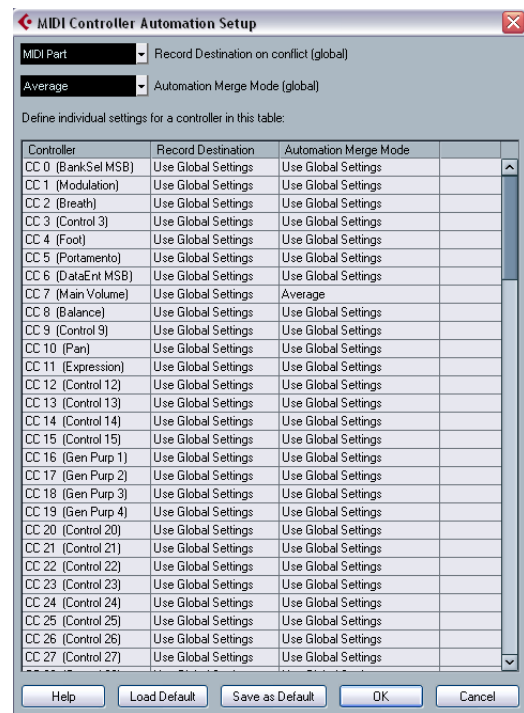 MIDI Controller Automation Setup
MIDI Part Record Destination on conflict (global)
Average Automation Merge Mode (global)
Define individual settings for a controller in this table:
Controller Record Destination Automation Merge Mode
CC 0 (BankSel MSB) Use Global Settings Use Global Settings
CC 1 (Modulation) Use Global Settings Use Global Settings
CC 2 (Breath) Use Global Settings Use Global Settings
CC 3 (Control 3) Use Global Settings Use Global Settings
CC 4 (Foot) Use Global Settings Use Global Settings
CC 5 (Portamento) Use Global Settings Use Global Settings
CC 6 (DataEnt MSB) Use Global Settings Use Global Settings
CC 7 (Main Volume) Use Global Settings Average
CC 8 (Balance) Use Global Settings Use Global Settings
CC 9 (Control 9) Use Global Settings Use Global Settings
CC 10 (Pan) Use Global Settings Use Global Settings
CC 11 (Expression) Use Global Settings Use Global Settings
CC 12 (Control 12) Use Global Settings Use Global Settings
CC 13 (Control 13) Use Global Settings Use Global Settings
CC 14 (Control 14) Use Global Settings Use Global Settings
CC 15 (Control 15) Use Global Settings Use Global Settings
CC 16 (Gen Purp 1) Use Global Settings Use Global Settings
CC 17 (Gen Purp 2) Use Global Settings Use Global Settings
CC 18 (Gen Purp 3) Use Global Settings Use Global Settings
CC 19 (Gen Purp 4) Use Global Settings Use Global Settings
CC 20 (Control 20) Use Global Settings Use Global Settings
CC 21 (Control 21) Use Global Settings Use Global Settings
CC 22 (Control 22) Use Global Settings Use Global Settings
CC 23 (Control 23) Use Global Settings Use Global Settings
CC 24 (Control 24) Use Global Settings Use Global Settings
CC 25 (Control 25) Use Global Settings Use Global Settings
CC 26 (Control 26) Use Global Settings Use Global Settings
CC 27 (Control 27) Use Global Settings Use Global Settings
Help Load Default Save as Default OK Cancel